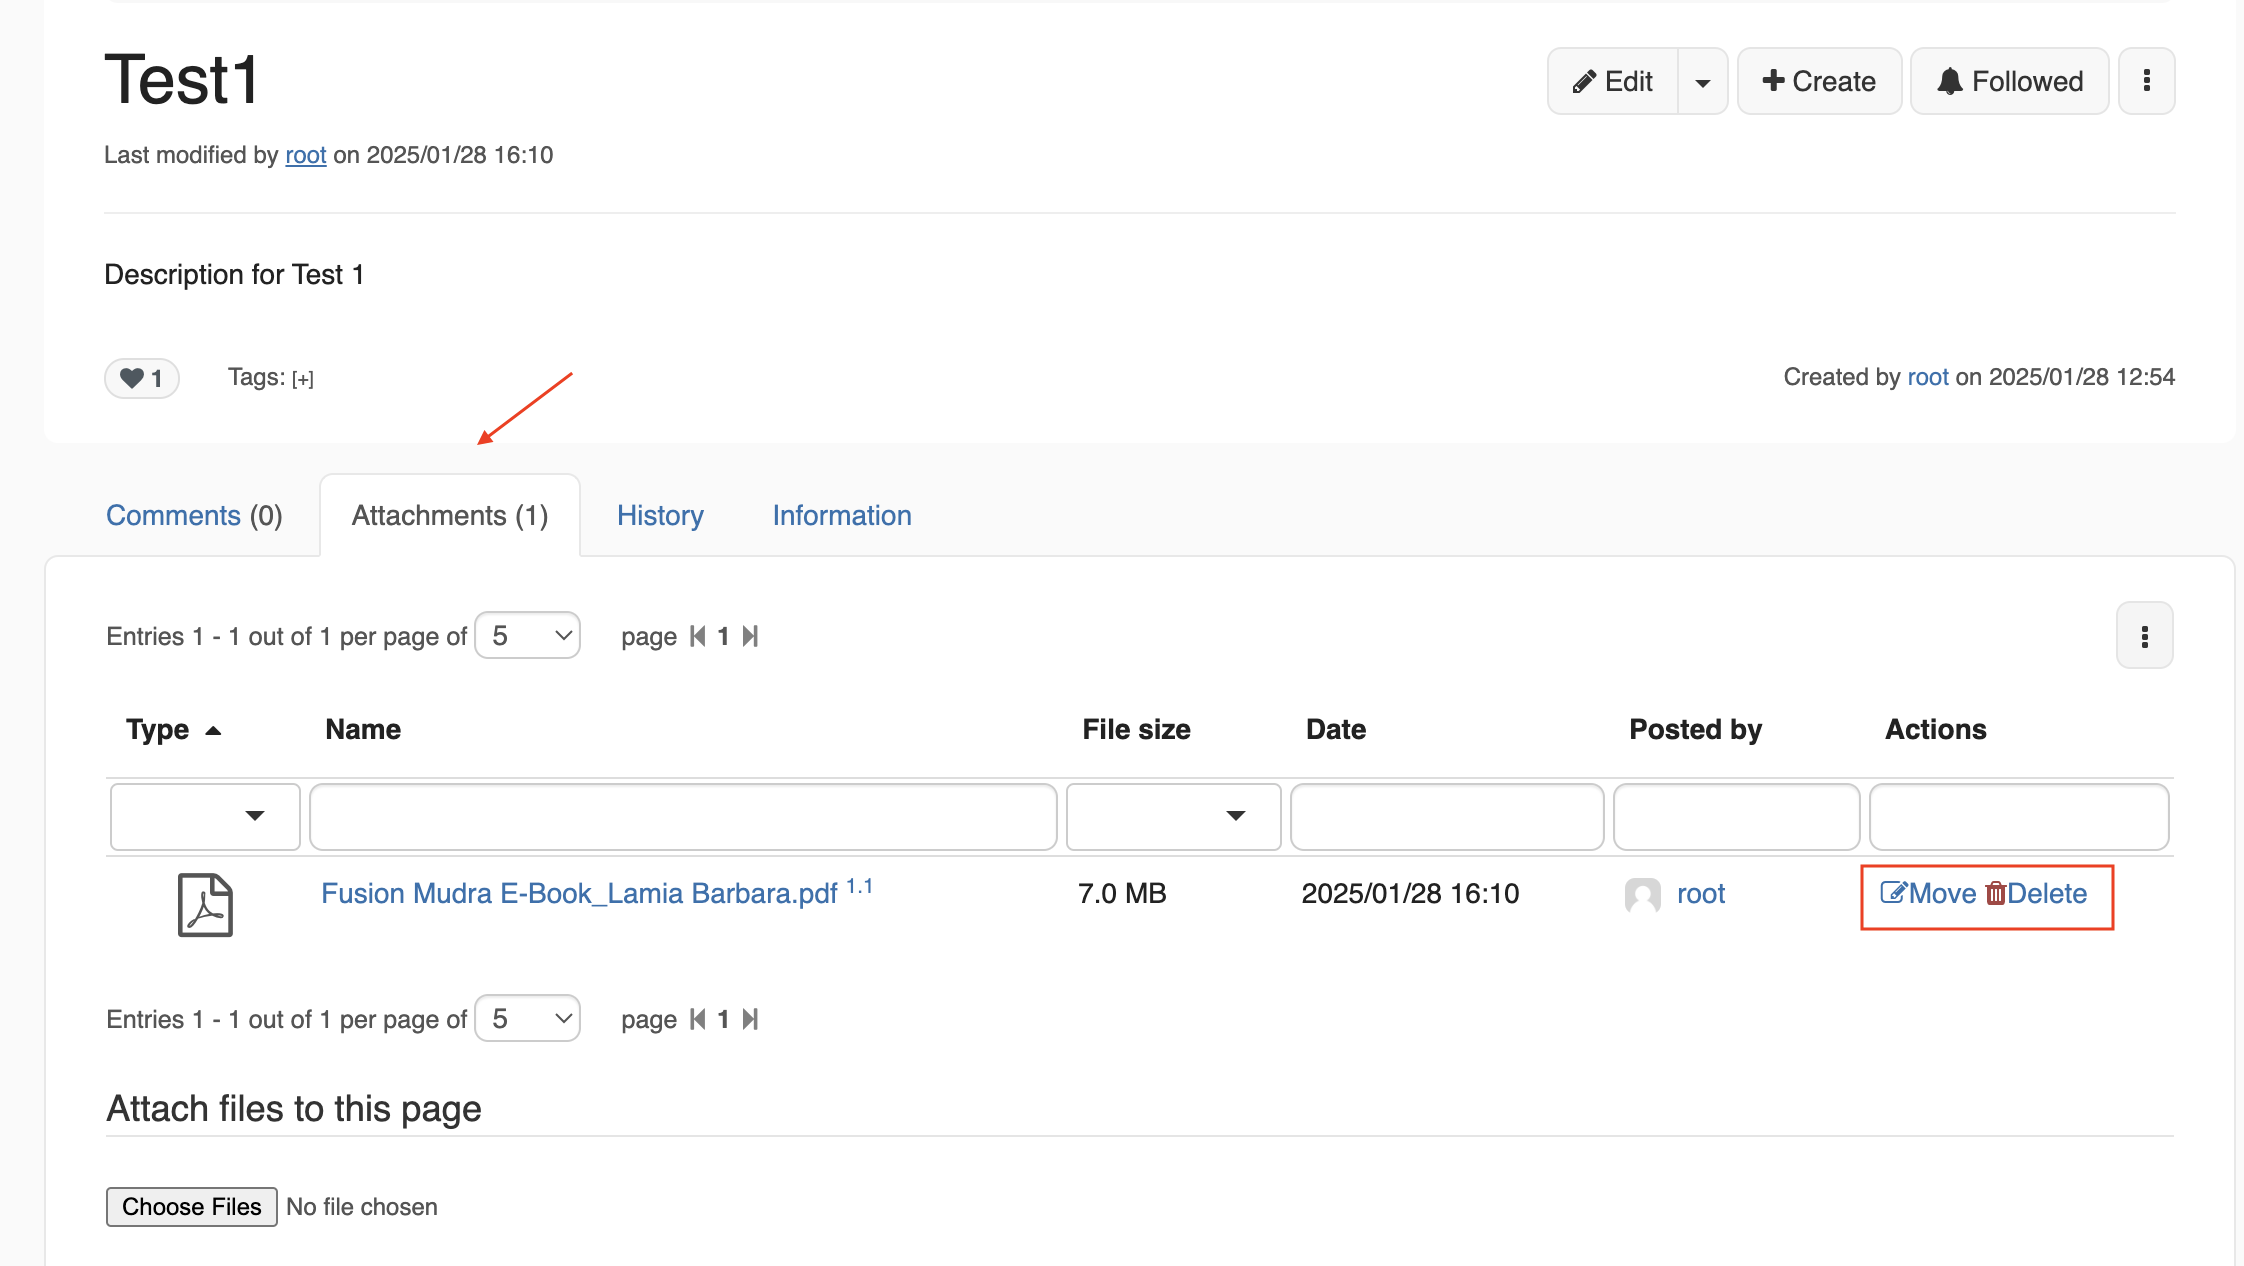 Test1
Edit
Create
Followed
Last modified by root on 2025/01/28 16:10
Description for Test 1
1
Tags: [+]
Created by root on 2025/01/28 12:54
Comments (0)
Attachments (1)
History
Information
Entries 1 - 1 out of 1 per page of 5 page 1
Type Name File size Date Posted by Actions
Fusion Mudra E-Book_Lamia Barbara.pdf 1.1 7.0 MB 2025/01/28 16:10 root Move Delete
Entries 1 - 1 out of 1 per page of 5 page 1
Attach files to this page
Choose Files No file chosen